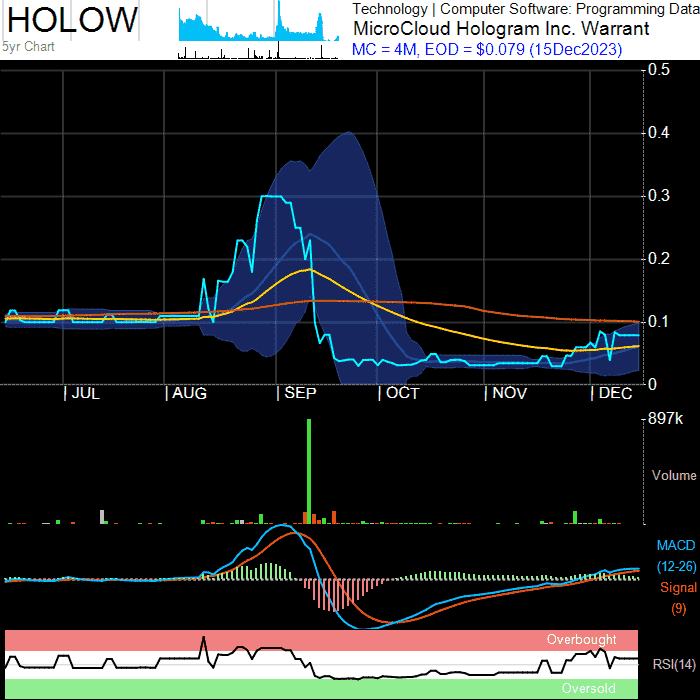 HOLOW
5yr Chart
Technology | Computer Software: Programming Data
MicroCloud Hologram Inc. Warrant
MC = 4M, EOD = $0.079 (15Dec2023)
0.5
0.4
0.3
0.2
0.1
0
| JUL | AUG | SEP | OCT | NOV | DEC
897k
Volume
MACD
(12-26)
Signal
(9)
Overbought
RSI(14)
Oversold